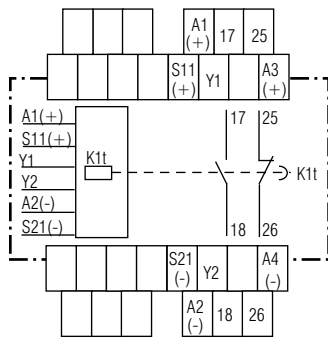 A1 (+) 17 25
S11 (+) Y1 A3 (+)
A1(+)
S11(+)
Y1
Y2
A2(-)
S21(-)
K1t
17 25
K1t
18 26
S21 (-) Y2 A4 (-)
A2 (-) 18 26